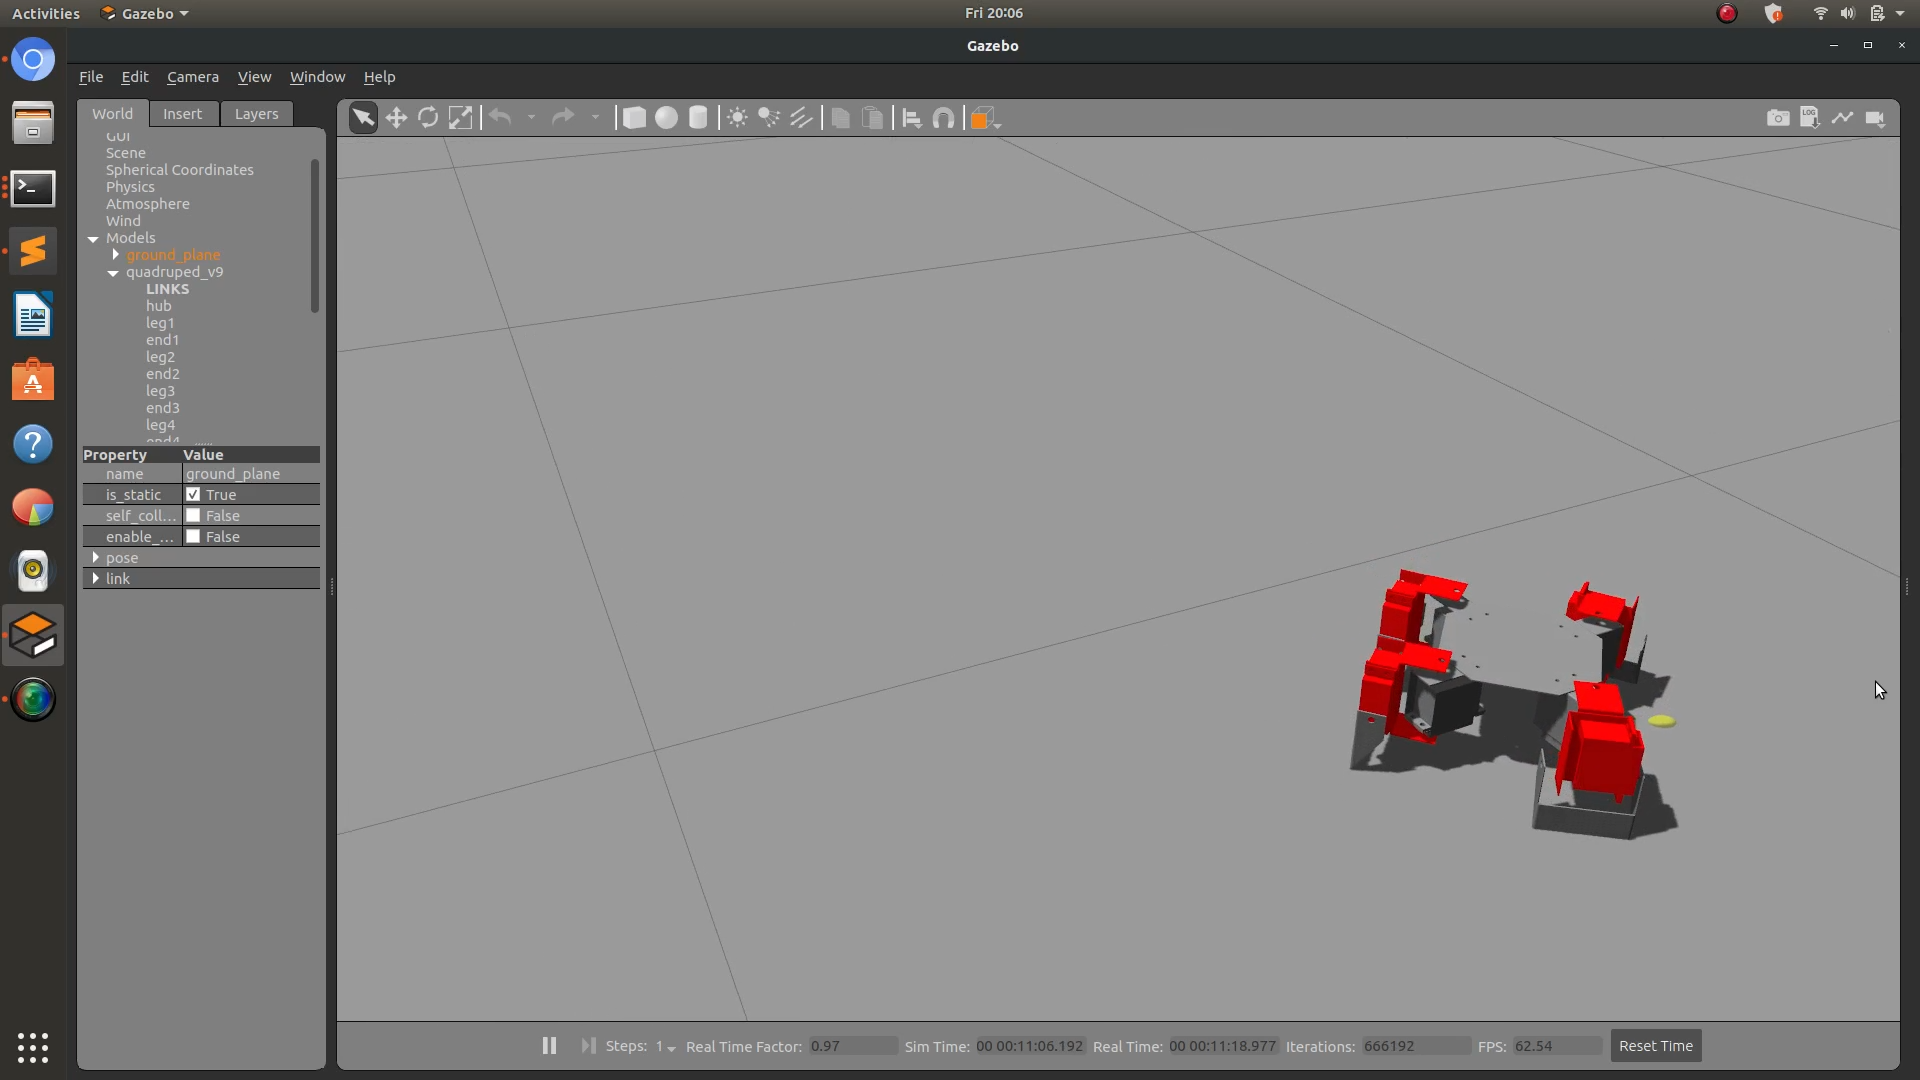 Activities Gazebo Fri 20:06
Gazebo
File Edit Camera View Window Help
World Insert Layers
GUI
Scene
Spherical Coordinates
Physics
Atmosphere
Wind
Models
ground_plane
quadruped_v9
LINKS
hub
leg1
end1
leg2
end2
leg3
end3
leg4
end4
Property Value
name ground_plane
is_static True
self_coll... False
enable_... False
pose
link
LOG
Steps: 1 Real Time Factor: 0.97 Sim Time: 00 00:11:06.192 Real Time: 00 00:11:18.977 Iterations: 666192 FPS: 62.54 Reset Time